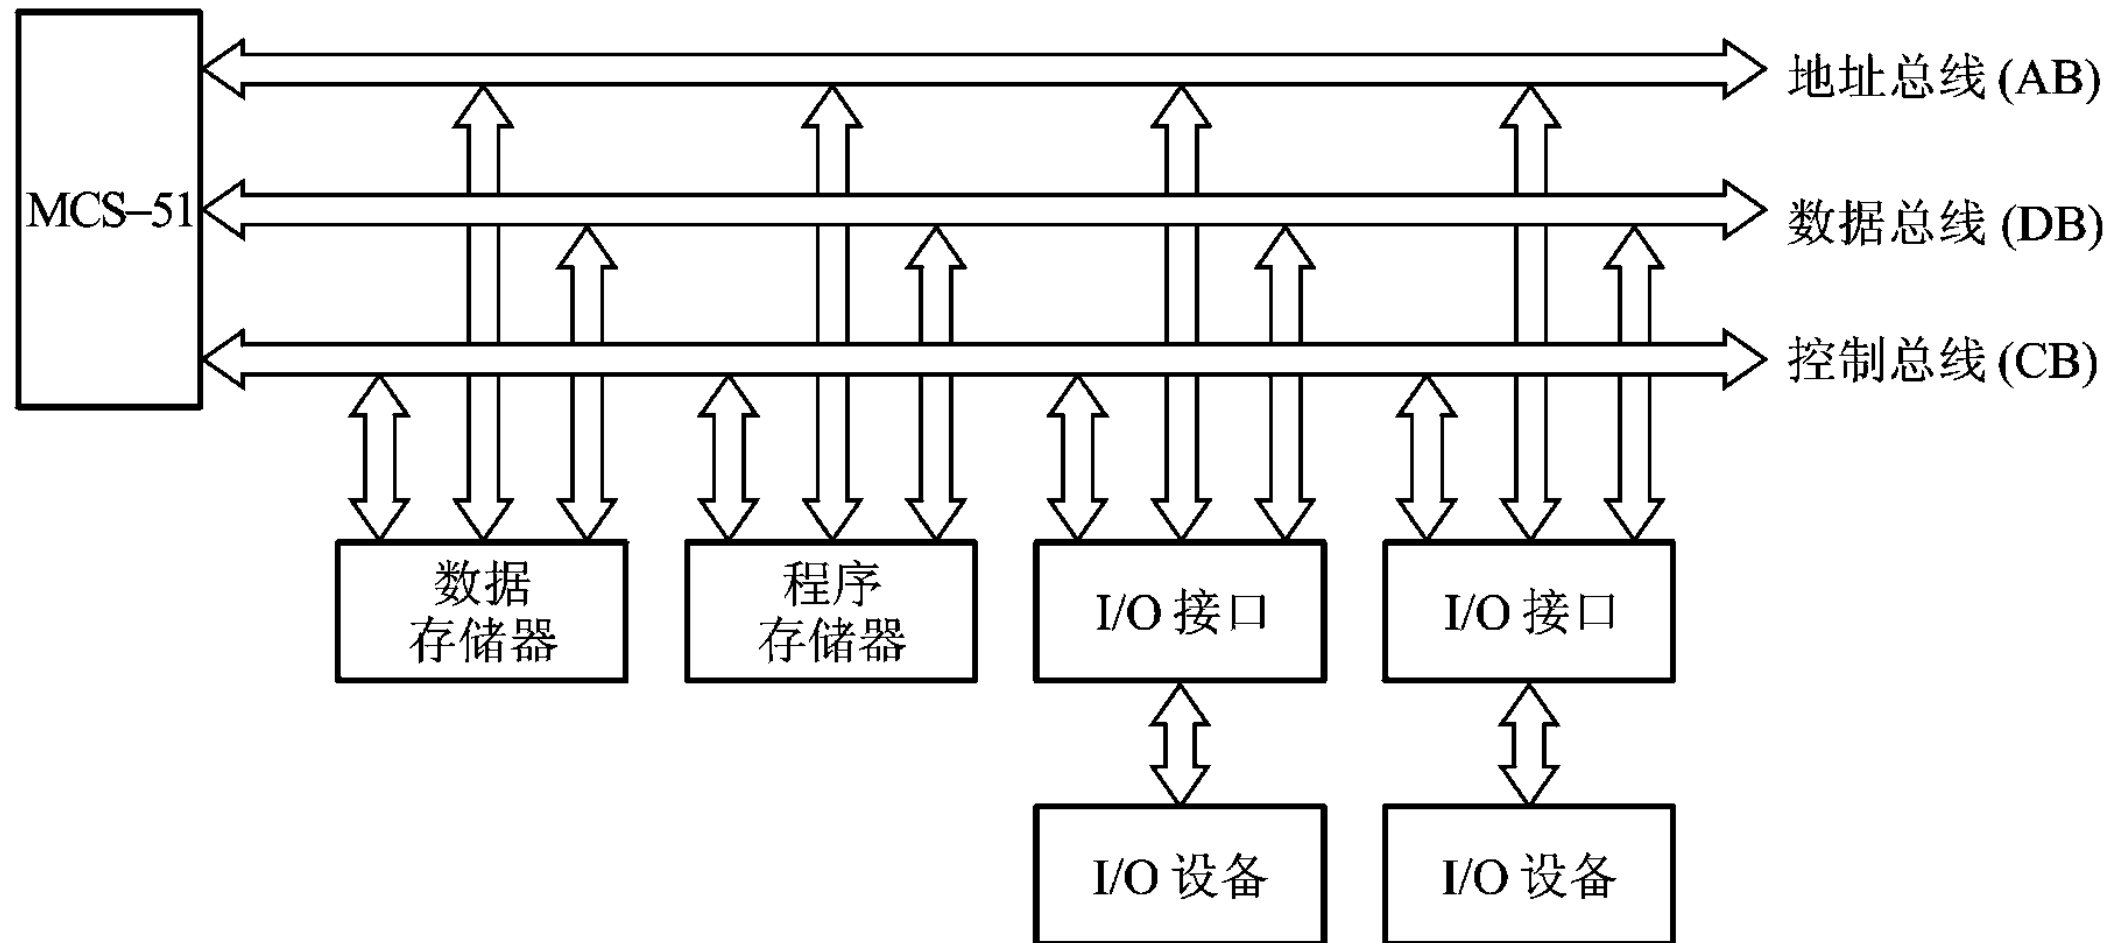 地址总线 (AB)
MCS-51
数据总线 (DB)
控制总线 (CB)
数据
存储器
程序
存储器
I/O 接口
I/O 接口
I/O 设备
I/O 设备